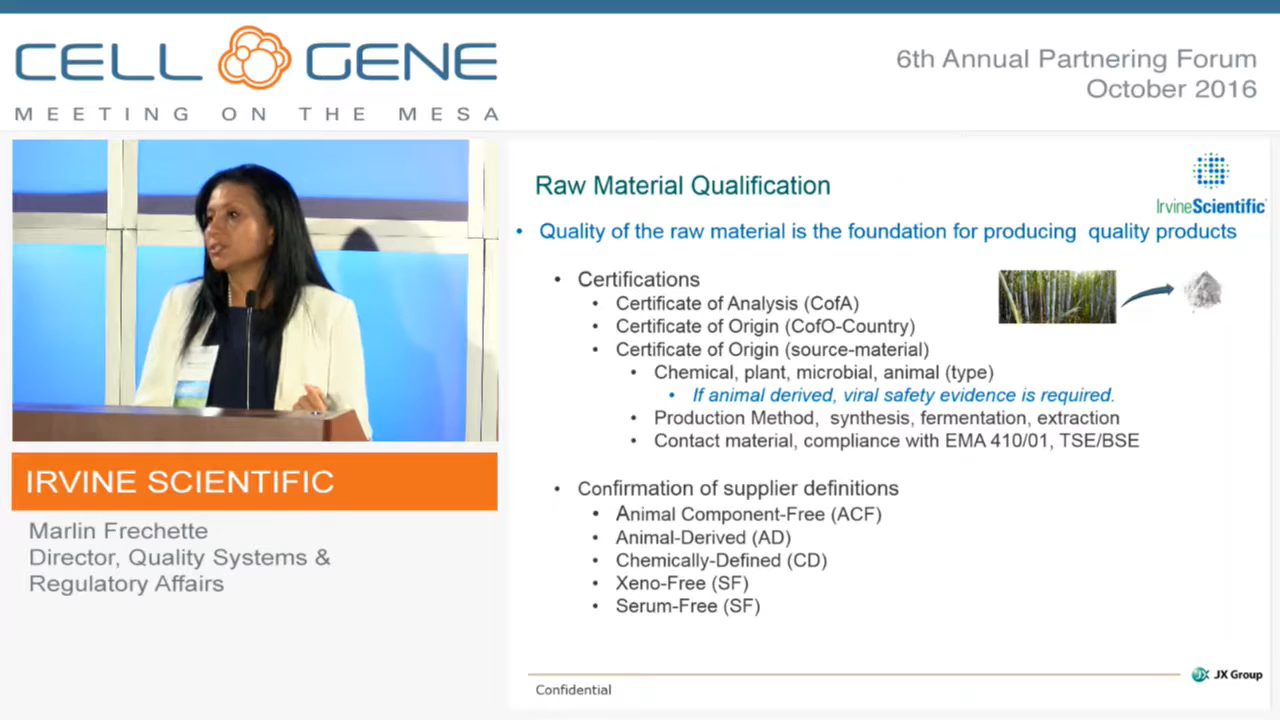 CELL GENE
MEETING ON THE MESA
6th Annual Partnering Forum
October 2016
IRVINE SCIENTIFIC
Marlin Frechette
Director, Quality Systems &
Regulatory Affairs
Raw Material Qualification
IrvineScientific
• Quality of the raw material is the foundation for producing quality products
• Certifications
• Certificate of Analysis (CofA)
• Certificate of Origin (CofO-Country)
• Certificate of Origin (source-material)
• Chemical, plant, microbial, animal (type)
• If animal derived, viral safety evidence is required.
• Production Method, synthesis, fermentation, extraction
• Contact material, compliance with EMA 410/01, TSE/BSE
• Confirmation of supplier definitions
• Animal Component-Free (ACF)
• Animal-Derived (AD)
• Chemically-Defined (CD)
• Xeno-Free (SF)
• Serum-Free (SF)
JX Group
Confidential